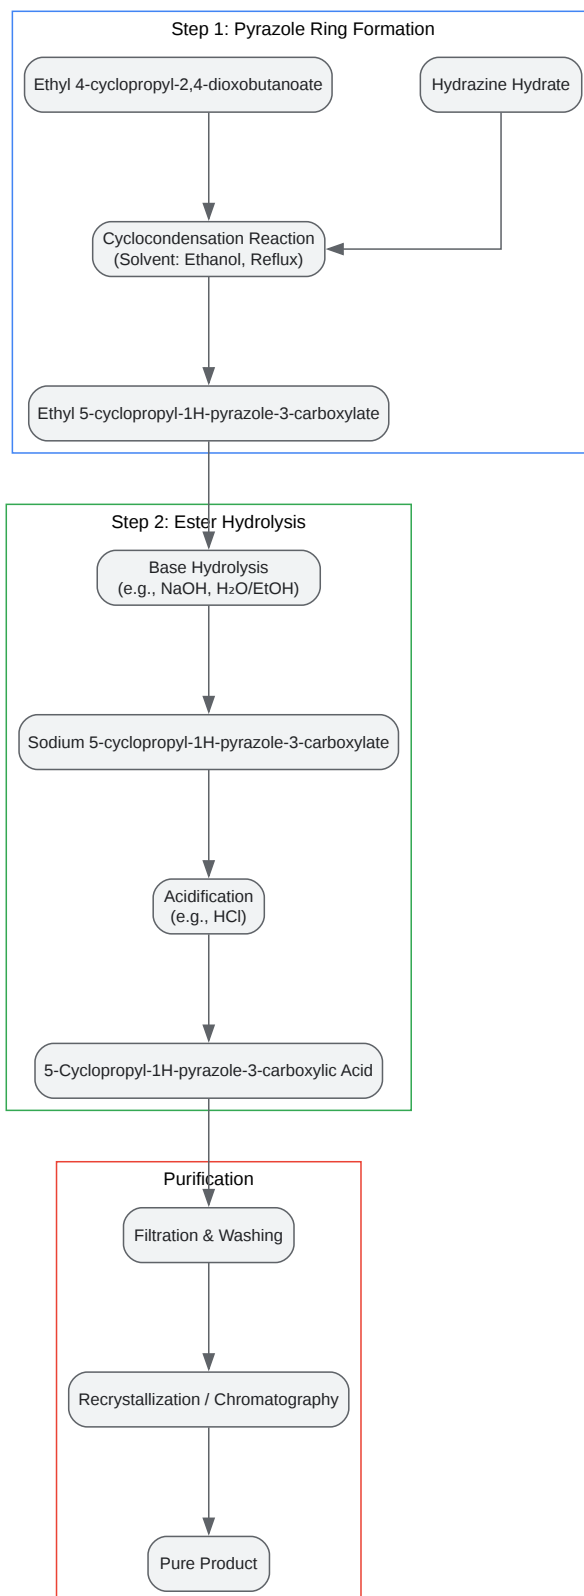 Step 1: Pyrazole Ring Formation
Ethyl 4-cyclopropyl-2,4-dioxobutanoate
Hydrazine Hydrate
Cyclocondensation Reaction
(Solvent: Ethanol, Reflux)
Ethyl 5-cyclopropyl-1H-pyrazole-3-carboxylate
Step 2: Ester Hydrolysis
Base Hydrolysis
(e.g., NaOH, H₂O/EtOH)
Sodium 5-cyclopropyl-1H-pyrazole-3-carboxylate
Acidification
(e.g., HCl)
5-Cyclopropyl-1H-pyrazole-3-carboxylic Acid
Purification
Filtration & Washing
Recrystallization / Chromatography
Pure Product